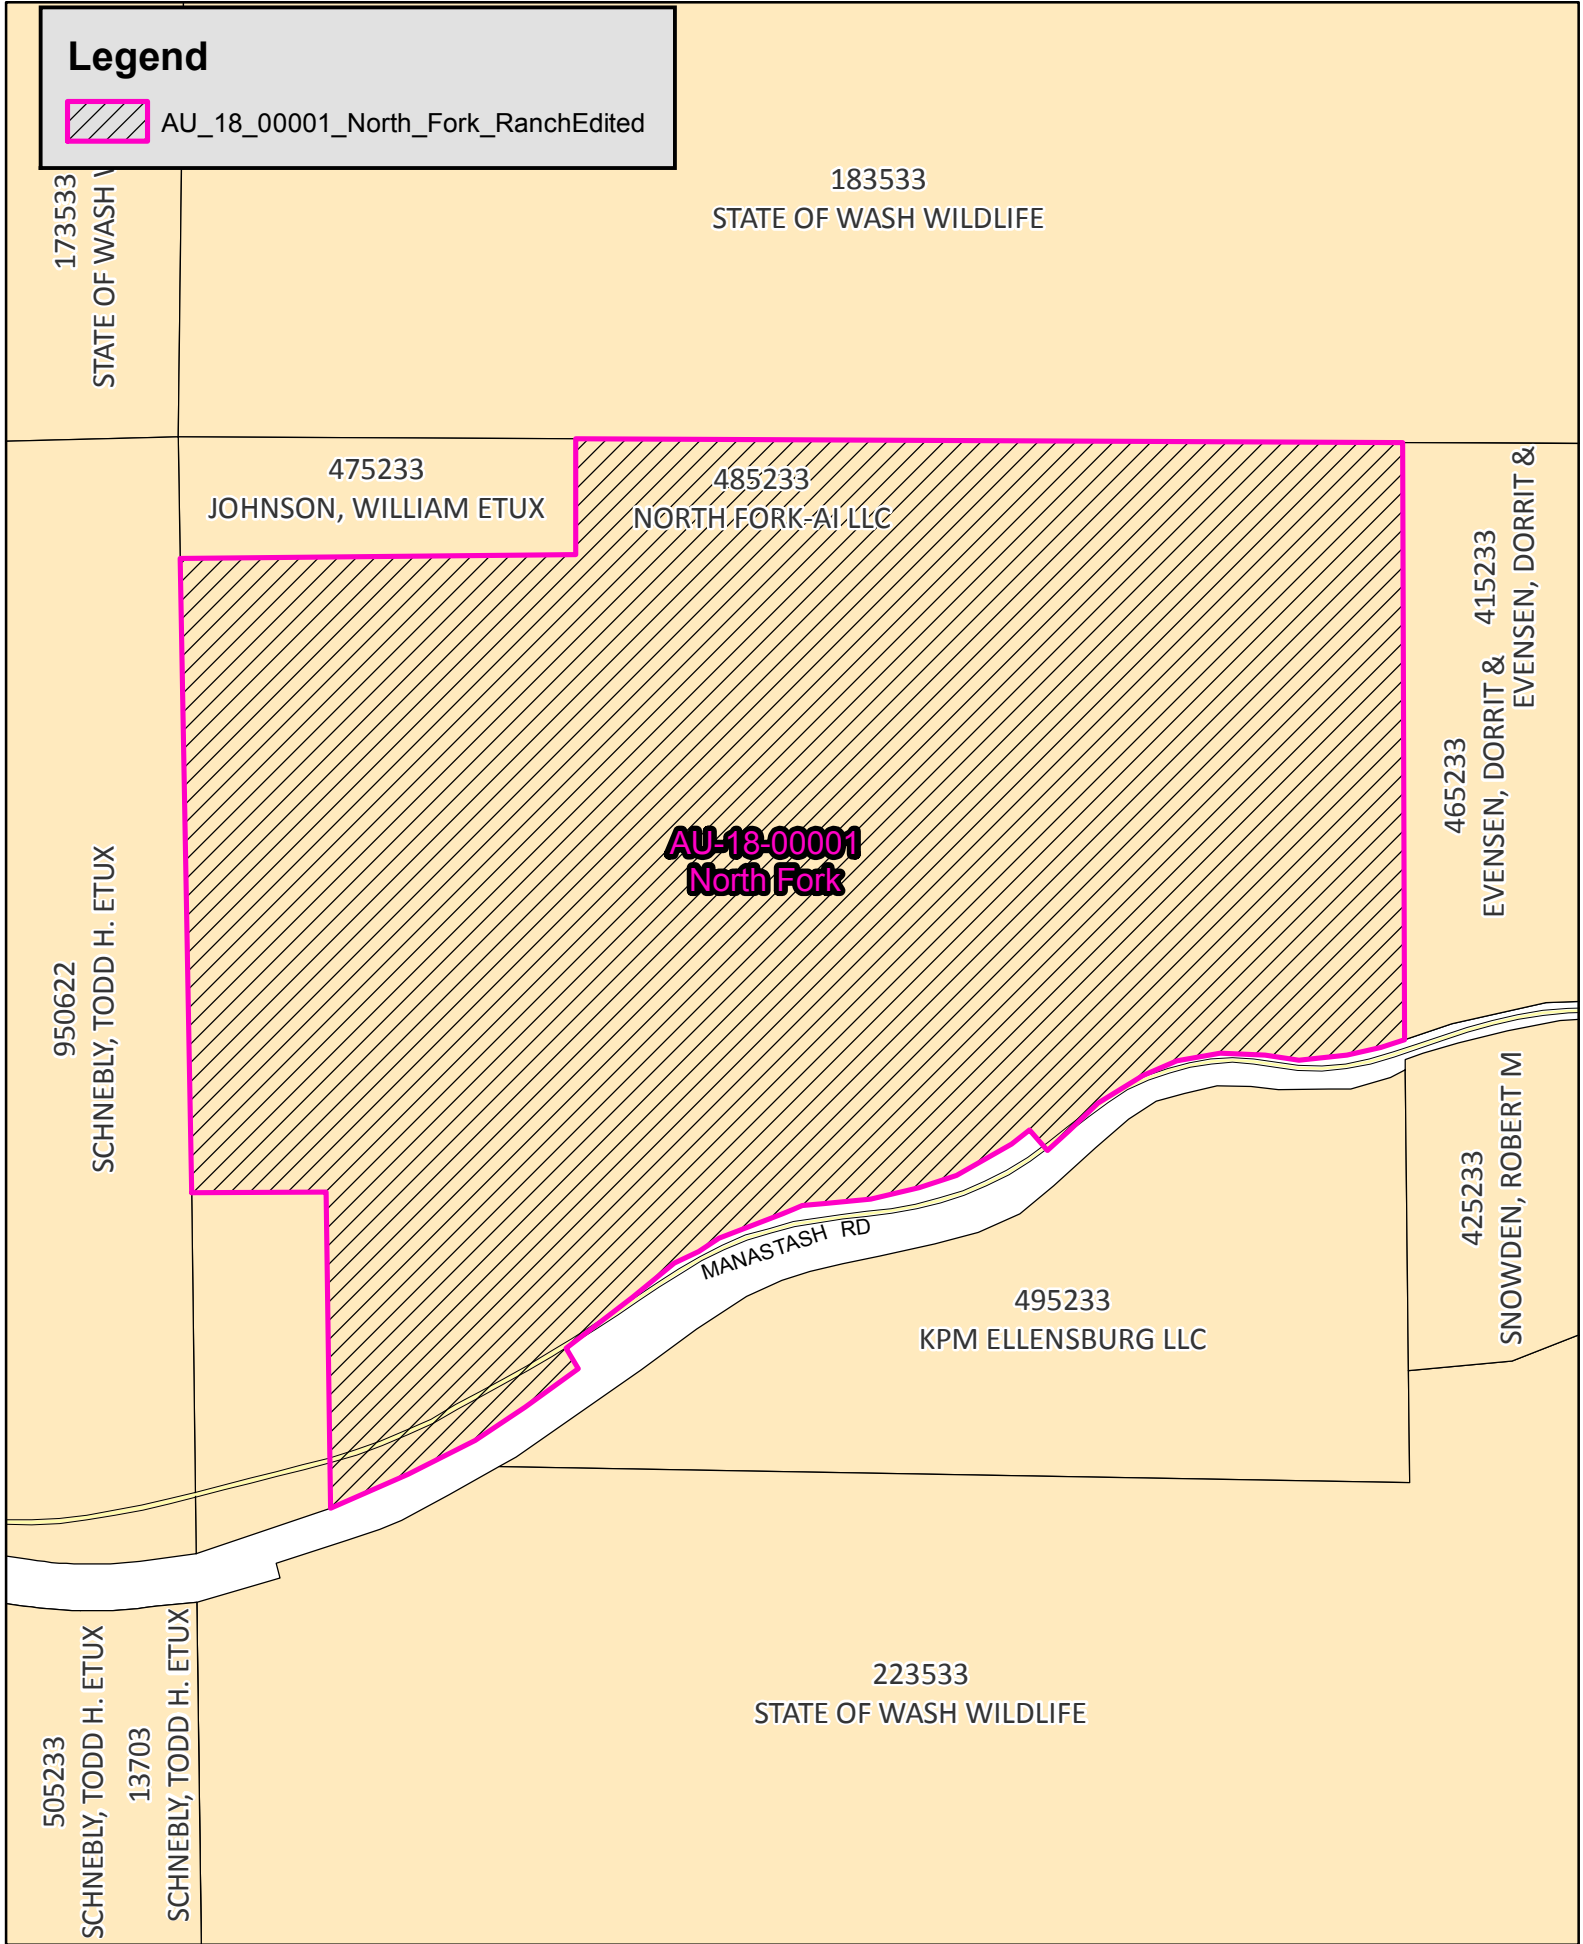 Legend
AU_18_00001_North_Fork_RanchEdited
173533
STATE OF WASH
183533
STATE OF WASH WILDLIFE
475233
JOHNSON, WILLIAM ETUX
485233
NORTH FORK-AI LLC
415233
EVENSEN, DORRIT &
465233
EVENSEN, DORRIT &
AU-18-00001
North Fork
950622
SCHNEBLY, TODD H. ETUX
MANASTASH RD
425233
SNOWDEN, ROBERT M
495233
KPM ELLENSBURG LLC
505233
SCHNEBLY, TODD H. ETUX
13703
SCHNEBLY, TODD H. ETUX
223533
STATE OF WASH WILDLIFE